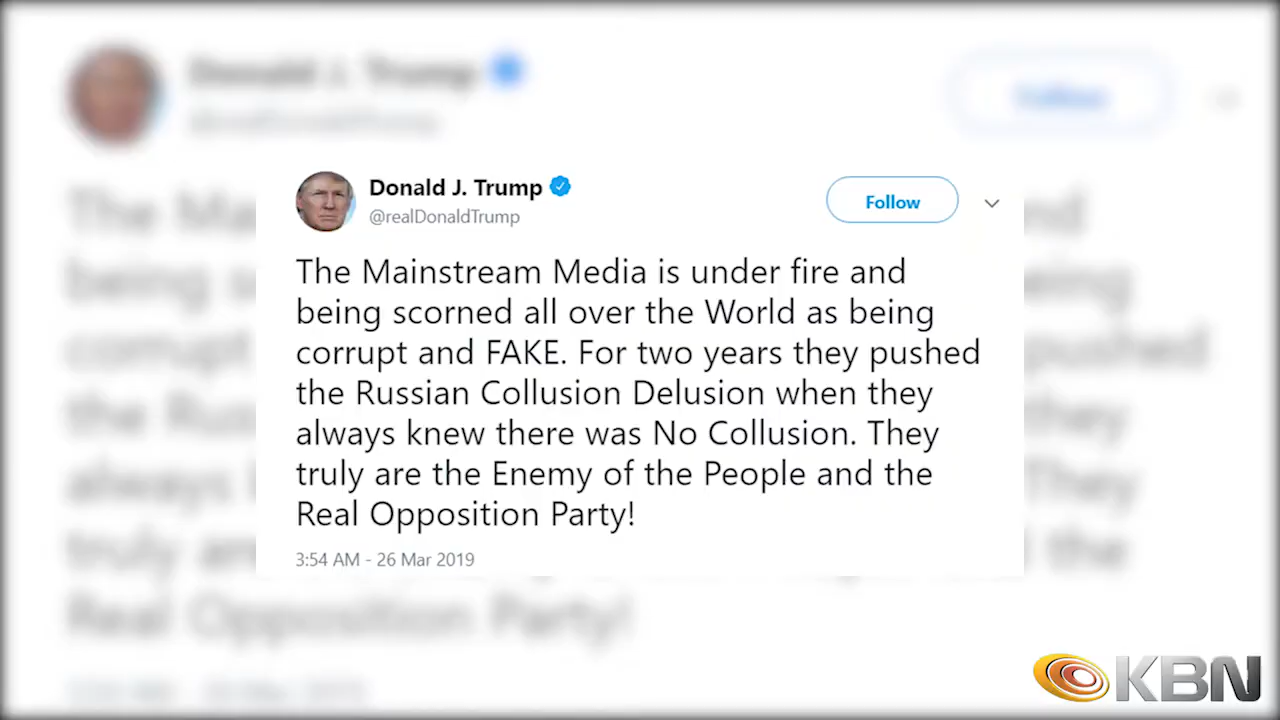 Donald J. Trump
@realDonaldTrump
Follow
The Mainstream Media is under fire and
being scorned all over the World as being
corrupt and FAKE. For two years they pushed
the Russian Collusion Delusion when they
always knew there was No Collusion. They
truly are the Enemy of the People and the
Real Opposition Party!
3:54 AM - 26 Mar 2019
KBN